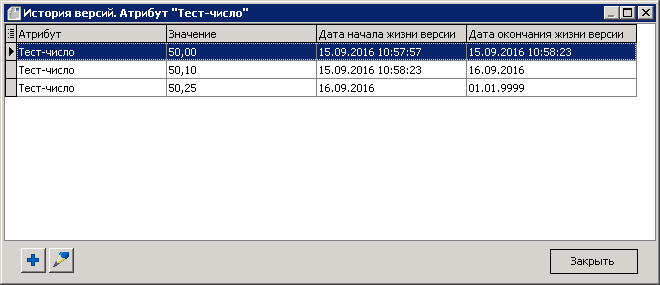 История версий. Атрибут "Тест-число"
Атрибут Значение Дата начала жизни версии Дата окончания жизни версии
Тест-число 50,00 15.09.2016 10:57:57 15.09.2016 10:58:23
Тест-число 50,10 15.09.2016 10:58:23 16.09.2016
Тест-число 50,25 16.09.2016 01.01.9999
Закрыть